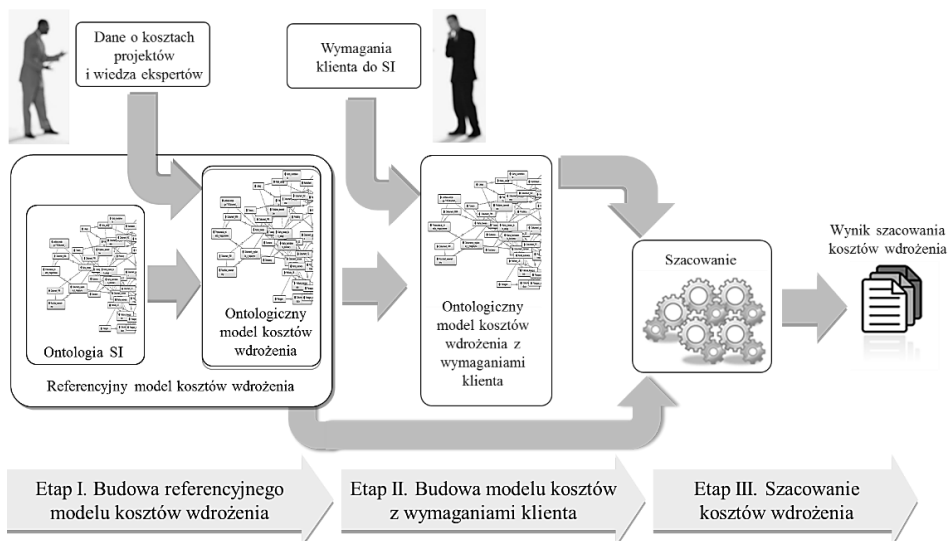 Dane o kosztach
projektów
i wiedza ekspertów
Wymagania
klienta do SI
Ontologia SI
Ontologiczny
model kosztów
wdrożenia
Referencyjny model kosztów wdrożenia
Ontologiczny
model kosztów
wdrożenia z
wymaganiami
klienta
Szacowanie
Wynik szacowania
kosztów wdrożenia
Etap I. Budowa referencyjnego
modelu kosztów wdrożenia
Etap II. Budowa modelu kosztów
z wymaganiami klienta
Etap III. Szacowanie
kosztów wdrożenia